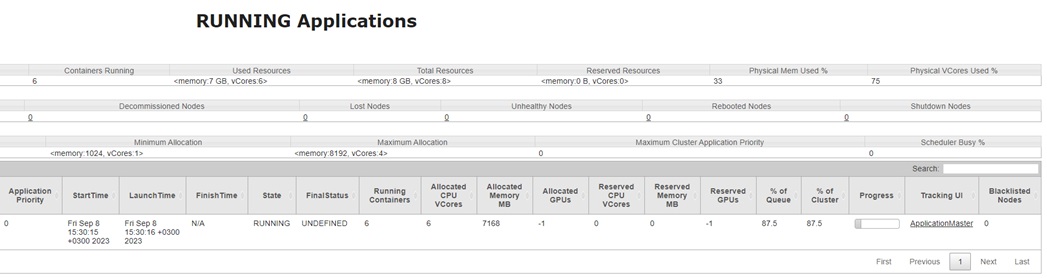 RUNNING Applications
Containers Running Used Resources Total Resources Reserved Resources Physical Mem Used % Physical VCores Used %
6 <memory:7 GB, vCores:6> <memory:8 GB, vCores:8> <memory:0 B, vCores:0> 33 75
Decommissioned Nodes Lost Nodes Unhealthy Nodes Rebooted Nodes Shutdown Nodes
0 0 0 0 0
Minimum Allocation Maximum Allocation Maximum Cluster Application Priority Scheduler Busy %
<memory:1024, vCores:1> <memory:8192, vCores:4> 0 0
Search:
Application Priority StartTime LaunchTime FinishTime State FinalStatus Running Containers Allocated CPU VCores Allocated Memory MB Allocated GPUs Reserved CPU VCores Reserved Memory MB Reserved GPUs % of Queue % of Cluster Progress Tracking UI Blacklisted Nodes
0 Fri Sep 8 15:30:15 +0300 2023 Fri Sep 8 15:30:16 +0300 2023 N/A RUNNING UNDEFINED 6 6 7168 -1 0 0 -1 87.5 87.5 ApplicationMaster 0
First Previous 1 Next Last